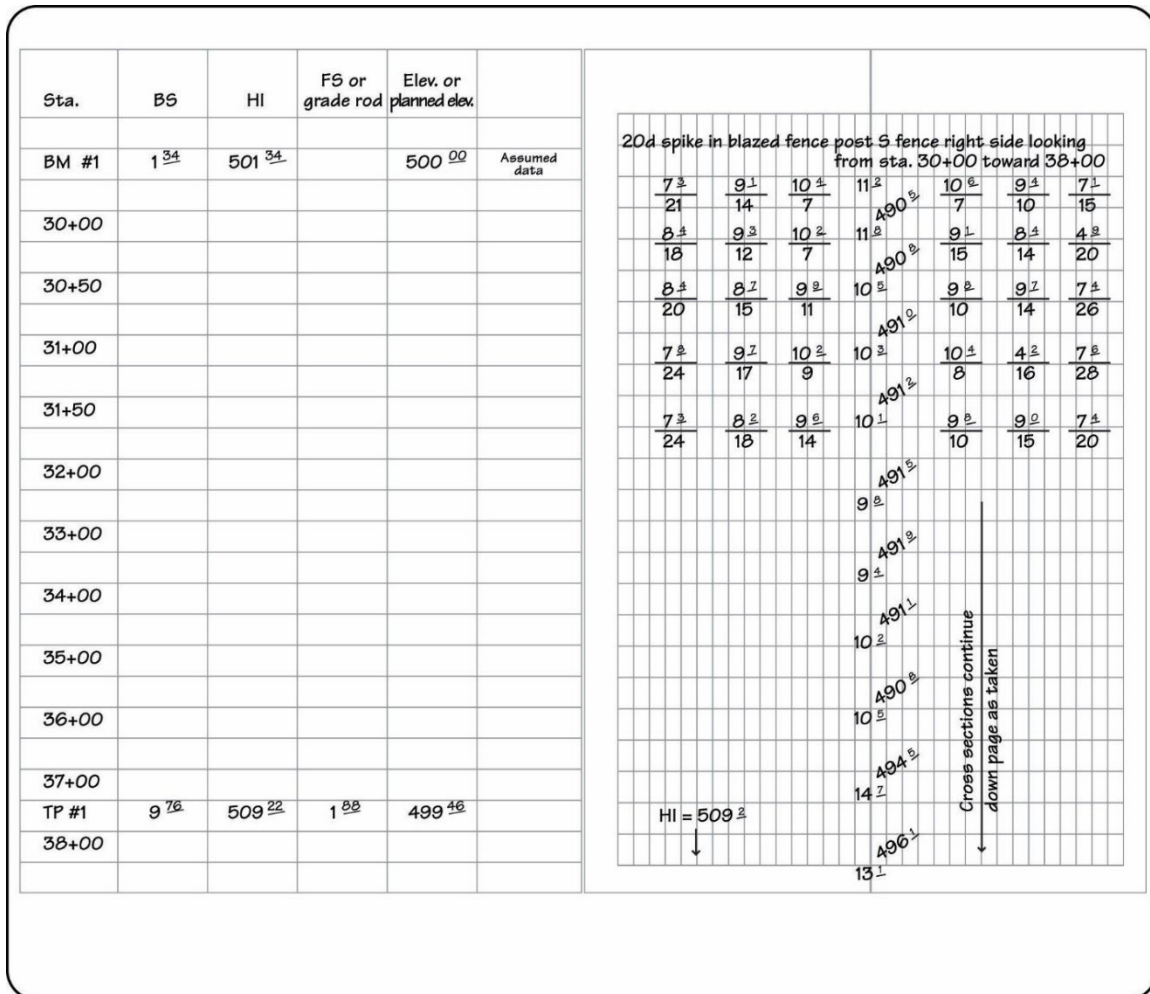 Sta. BS HI FS or grade rod Elev. or planned elev.
BM #1 1 34 501 34 500 00 Assumed data
30+00
30+50
31+00
31+50
32+00
33+00
34+00
35+00
36+00
37+00
TP #1 9 76 509 22 1 88 499 46
38+00
20d spike in blazed fence post S fence right side looking
from sta. 30+00 toward 38+00
7 3 9 1 10 4 11 2 10 6 9 4 7 1
21 14 7 490 5 7 10 15
8 4 9 3 10 2 11 8 9 1 8 4 4 9
18 12 7 490 8 15 14 20
8 4 8 7 9 9 10 5 9 8 9 7 7 4
20 15 11 491 0 10 14 26
7 8 9 7 10 2 10 3 10 4 4 2 7 6
24 17 9 491 2 8 16 28
7 3 8 2 9 6 10 1 9 8 9 0 7 4
24 18 14 10 15 20
491 5
9 8
491 9
9 4
491 1
10 2
490 8
10 5
494 5
14 7
HI = 509 2
496 1
13 1
Cross sections continue
down page as taken